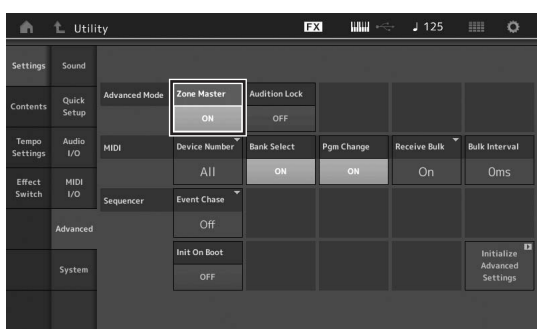 Utility
FX
125
Settings
Sound
Contents
Quick
Setup
Advanced Mode
Zone Master
Audition Lock
ON
OFF
Tempo
Settings
Audio
I/O
MIDI
Device Number
Bank Select
Pgm Change
Receive Bulk
Bulk Interval
All
ON
ON
On
0ms
Effect
Switch
MIDI
I/O
Sequencer
Event Chase
Off
Advanced
Init On Boot
OFF
System
Initialize
Advanced
Settings